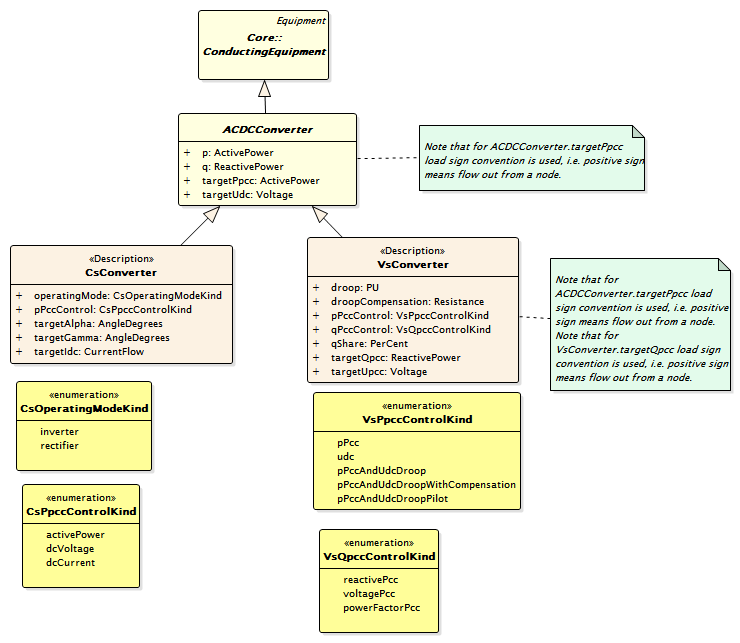 Equipment
Core::
ConductingEquipment
ACDCConverter
+ p: ActivePower
+ q: ReactivePower
+ targetPpcc: ActivePower
+ targetUdc: Voltage
Note that for ACDCConverter.targetPpcc
load sign convention is used, i.e. positive sign
means flow out from a node.
«Description»
CsConverter
+ operatingMode: CsOperatingModeKind
+ pPccControl: CsPpccControlKind
+ targetAlpha: AngleDegrees
+ targetGamma: AngleDegrees
+ targetIdc: CurrentFlow
«Description»
VsConverter
+ droop: PU
+ droopCompensation: Resistance
+ pPccControl: VsPpccControlKind
+ qPccControl: VsQpccControlKind
+ qShare: PerCent
+ targetQpcc: ReactivePower
+ targetUpcc: Voltage
Note that for
ACDCConverter.targetPpcc load
sign convention is used, i.e. positive
sign means flow out from a node.
Note that for
VsConverter.targetQpcc load sign
convention is used, i.e. positive sign
means flow out from a node.
«enumeration»
CsOperatingModeKind
inverter
rectifier
«enumeration»
VsPpccControlKind
pPcc
udc
pPccAndUdcDroop
pPccAndUdcDroopWithCompensation
pPccAndUdcDroopPilot
«enumeration»
CsPpccControlKind
activePower
dcVoltage
dcCurrent
«enumeration»
VsQpccControlKind
reactivePcc
voltagePcc
powerFactorPcc